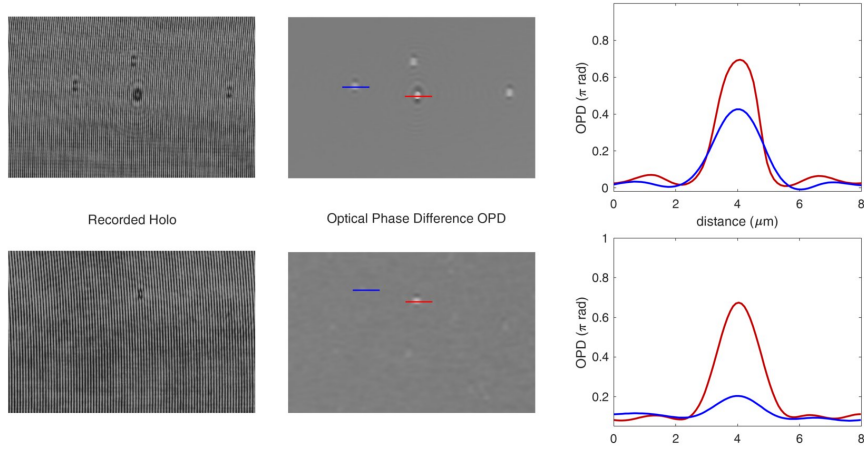 1
0.8
0.6
0.4
0.2
0
OPD (π rad)
0 2 4 6 8
distance (μm)
Recorded Holo
Optical Phase Difference OPD
1
0.8
0.6
0.4
0.2
OPD (π rad)
0 2 4 6 8